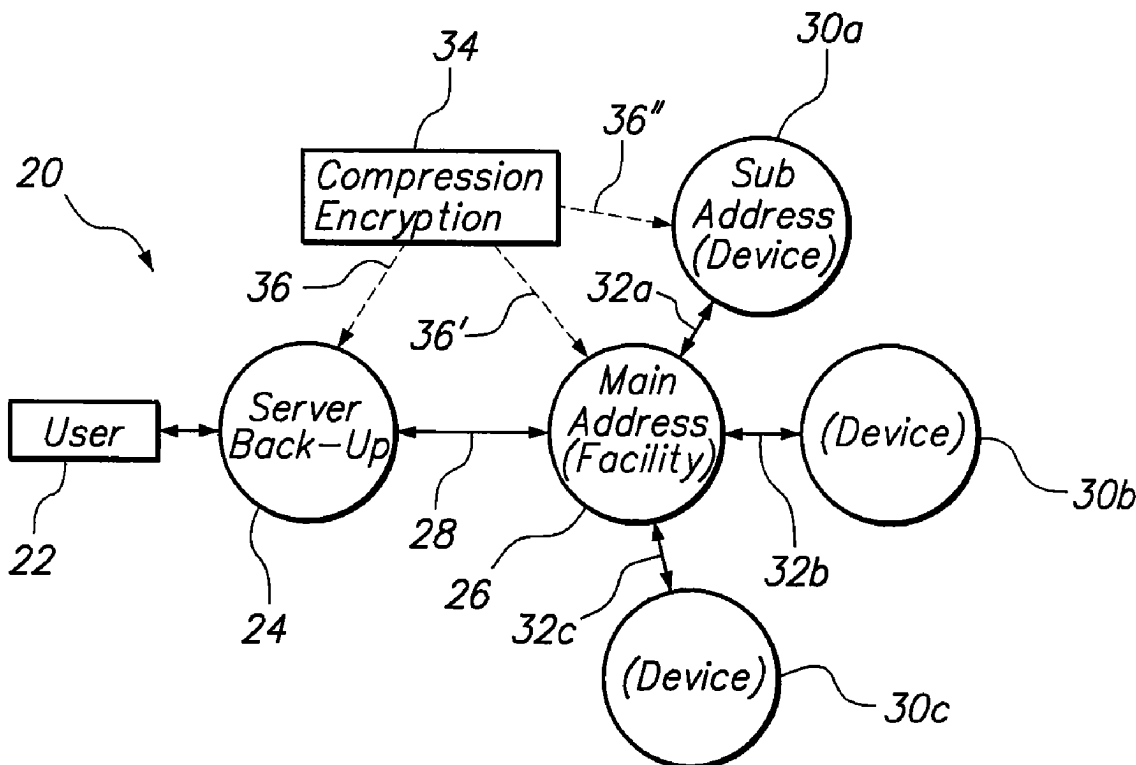 30a
34
36"
20
Compression
Encryption
Sub
Address
(Device)
36
32a
36'
Main
Address
(Facility)
User
Server
Back-Up
(Device)
30b
28
22
32b
26
24
32c
(Device)
30c